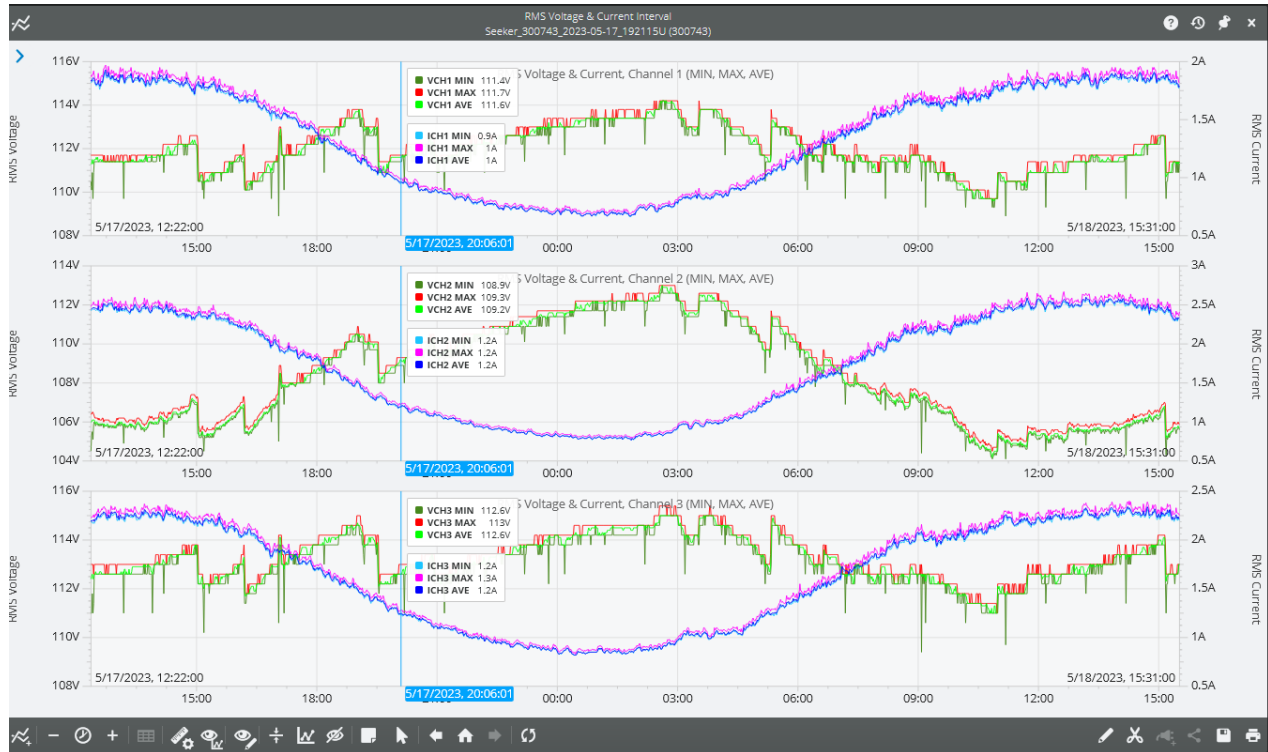 RMS Voltage & Current Interval
Seeker_300743_2023-05-17_192115U (300743)
S Voltage & Current, Channel 1 (MIN, MAX, AVE)
VCH1 MIN 111.4V
VCH1 MAX 111.7V
VCH1 AVE 111.6V
ICH1 MIN 0.9A
ICH1 MAX 1A
ICH1 AVE 1A
116V
114V
112V
110V
108V
RMS Voltage
2A
1.5A
1A
0.5A
RMS Current
5/17/2023, 12:22:00
5/18/2023, 15:31:00
15:00
18:00
5/17/2023, 20:06:01
00:00
03:00
06:00
09:00
12:00
15:00
S Voltage & Current, Channel 2 (MIN, MAX, AVE)
VCH2 MIN 108.9V
VCH2 MAX 109.3V
VCH2 AVE 109.2V
ICH2 MIN 1.2A
ICH2 MAX 1.2A
ICH2 AVE 1.2A
114V
112V
110V
108V
106V
104V
RMS Voltage
3A
2.5A
2A
1.5A
1A
0.5A
RMS Current
5/17/2023, 12:22:00
5/18/2023, 15:31:00
15:00
18:00
5/17/2023, 20:06:01
00:00
03:00
06:00
09:00
12:00
15:00
S Voltage & Current, Channel 3 (MIN, MAX, AVE)
VCH3 MIN 112.6V
VCH3 MAX 113V
VCH3 AVE 112.6V
ICH3 MIN 1.2A
ICH3 MAX 1.3A
ICH3 AVE 1.2A
116V
114V
112V
110V
108V
RMS Voltage
2.5A
2A
1.5A
1A
0.5A
RMS Current
5/17/2023, 12:22:00
5/18/2023, 15:31:00
15:00
18:00
5/17/2023, 20:06:01
00:00
03:00
06:00
09:00
12:00
15:00